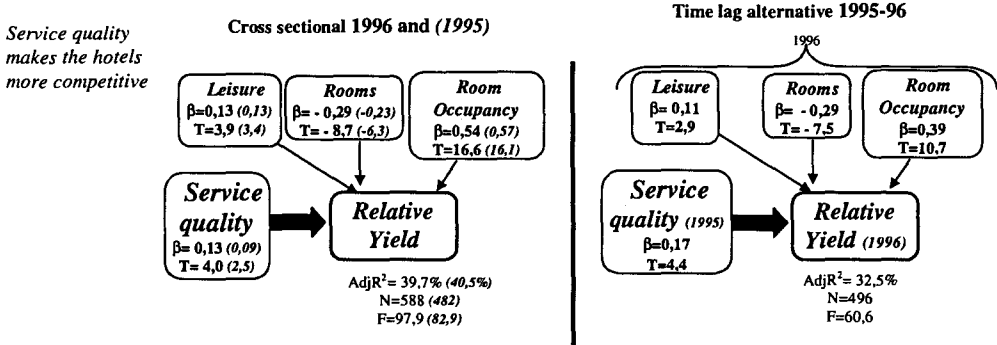 Service quality
makes the hotels
more competitive
Cross sectional 1996 and (1995)
Leisure
β=0,13 (0,13)
T=3,9 (3,4)
Rooms
β= - 0,29 (-0,23)
T= - 8,7 (-6,3)
Room
Occupancy
β=0,54 (0,57)
T=16,6 (16,1)
Service
quality
β= 0,13 (0,09)
T= 4,0 (2,5)
Relative
Yield
AdjR²= 39,7% (40,5%)
N=588 (482)
F=97,9 (82,9)
Time lag alternative 1995-96
1996
Leisure
β= 0,11
T=2,9
Rooms
β= - 0,29
T= - 7,5
Room
Occupancy
β=0,39
T=10,7
Service
quality (1995)
β=0,17
T=4,4
Relative
Yield (1996)
AdjR²= 32,5%
N=496
F=60,6